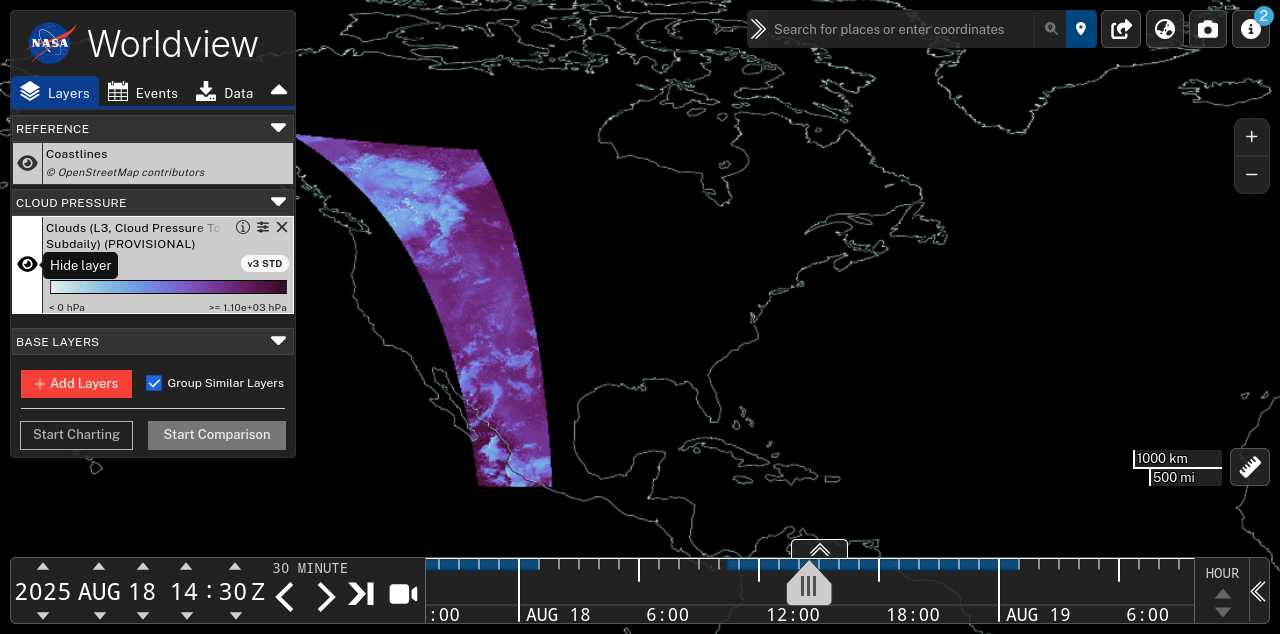 NASA
Worldview
Layers
Events
Data
REFERENCE
Coastlines
© OpenStreetMap contributors
CLOUD PRESSURE
Clouds (L3, Cloud Pressure To
Subdaily) (PROVISIONAL)
Hide layer
v3 STD
< 0 hPa
>= 1.10e+03 hPa
BASE LAYERS
+ Add Layers
Group Similar Layers
Start Charting
Start Comparison
Search for places or enter coordinates
2
+
−
1000 km
500 mi
2025 AUG 18 14 : 30 Z
30 MINUTE
:00
AUG 18
6:00
12:00
18:00
AUG 19
6:00
HOUR